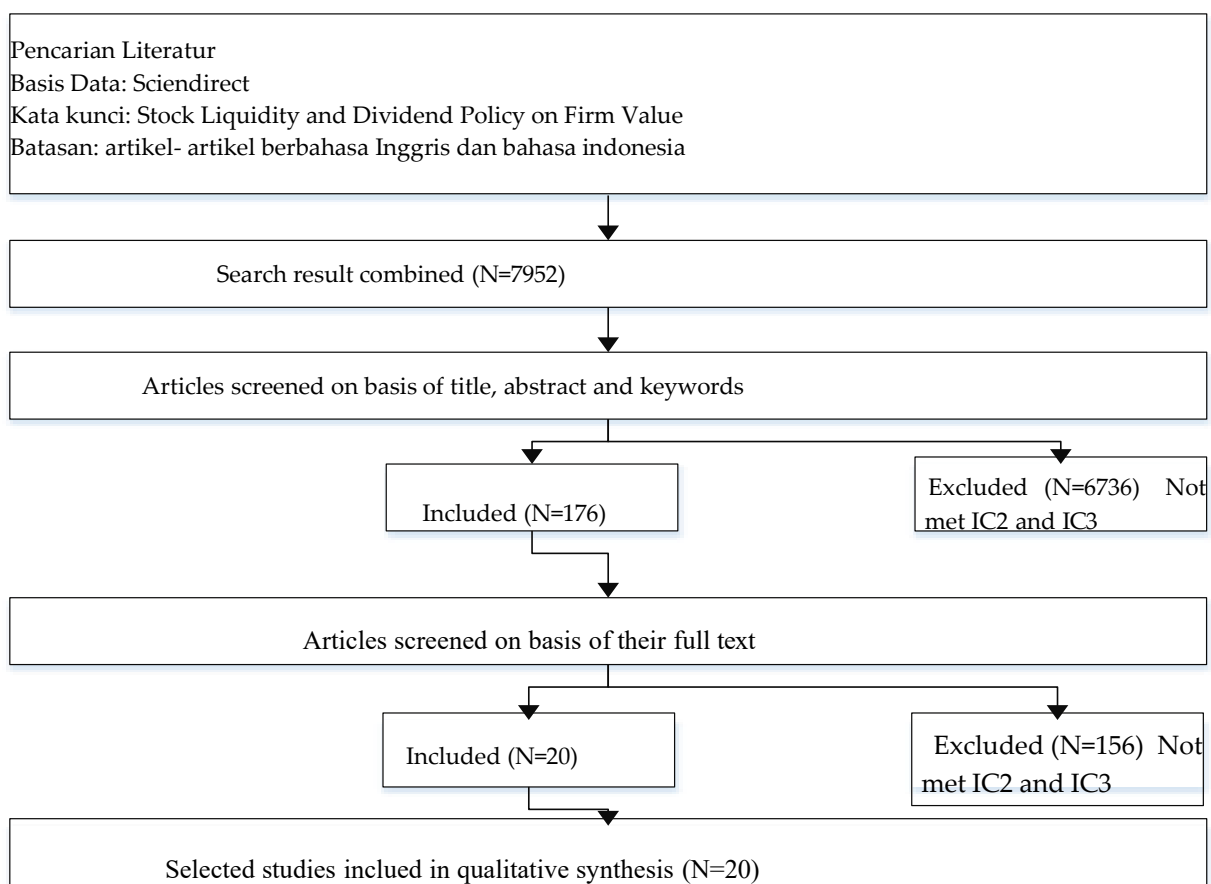 Pencarian Literatur
Basis Data: Sciendirect
Kata kunci: Stock Liquidity and Dividend Policy on Firm Value
Batasan: artikel- artikel berbahasa Inggris dan bahasa indonesia
Search result combined (N=7952)
Articles screened on basis of title, abstract and keywords
Included (N=176)
Excluded (N=6736) Not
met IC2 and IC3
Articles screened on basis of their full text
Included (N=20)
Excluded (N=156) Not
met IC2 and IC3
Selected studies inclued in qualitative synthesis (N=20)